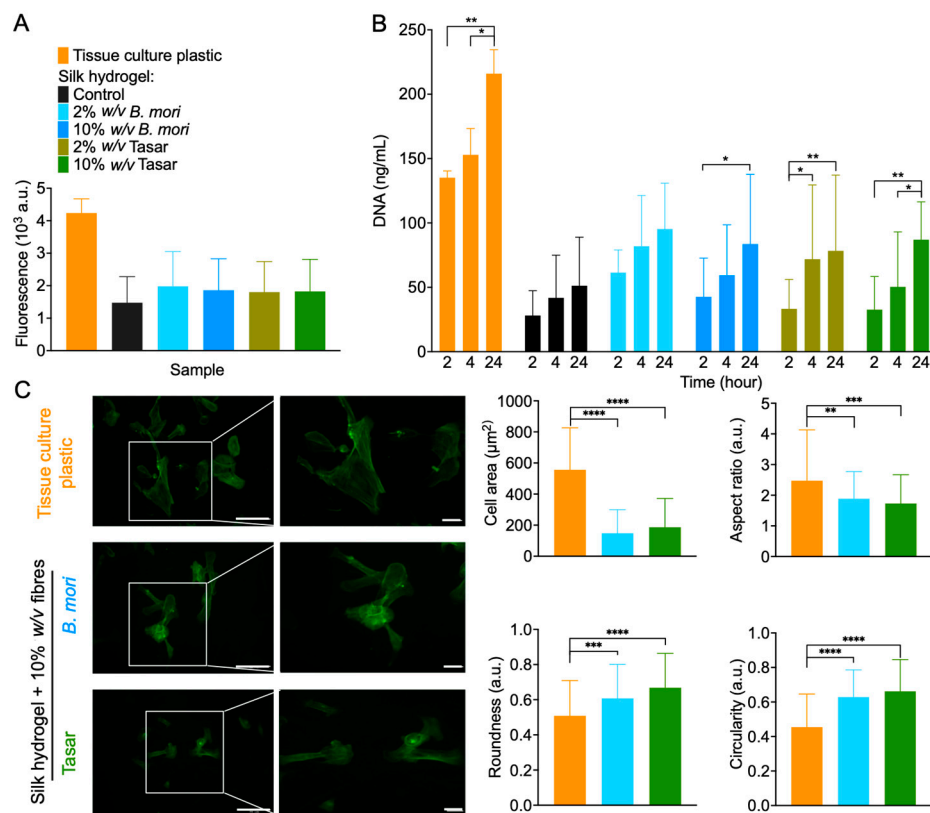 A
Tissue culture plastic
Silk hydrogel:
Control
2% w/v B. mori
10% w/v B. mori
2% w/v Tasar
10% w/v Tasar
Fluorescence (10³ a.u.)
5
4
3
2
1
0
Sample
B
DNA (ng/mL)
250
200
150
100
50
0
** *
* ** * ** *
2 4 24 2 4 24 2 4 24 2 4 24 2 4 24 2 4 24
Time (hour)
C
Tissue culture
plastic
Silk hydrogel + 10% w/v fibres
B. mori
Tasar
Cell area (µm²)
1000
800
600
400
200
0
****
****
Aspect ratio (a.u.)
5
4
3
2
1
0
***
**
Roundness (a.u.)
1.0
0.8
0.6
0.4
0.2
0.0
****
***
Circularity (a.u.)
1.0
0.8
0.6
0.4
0.2
0.0
****
****